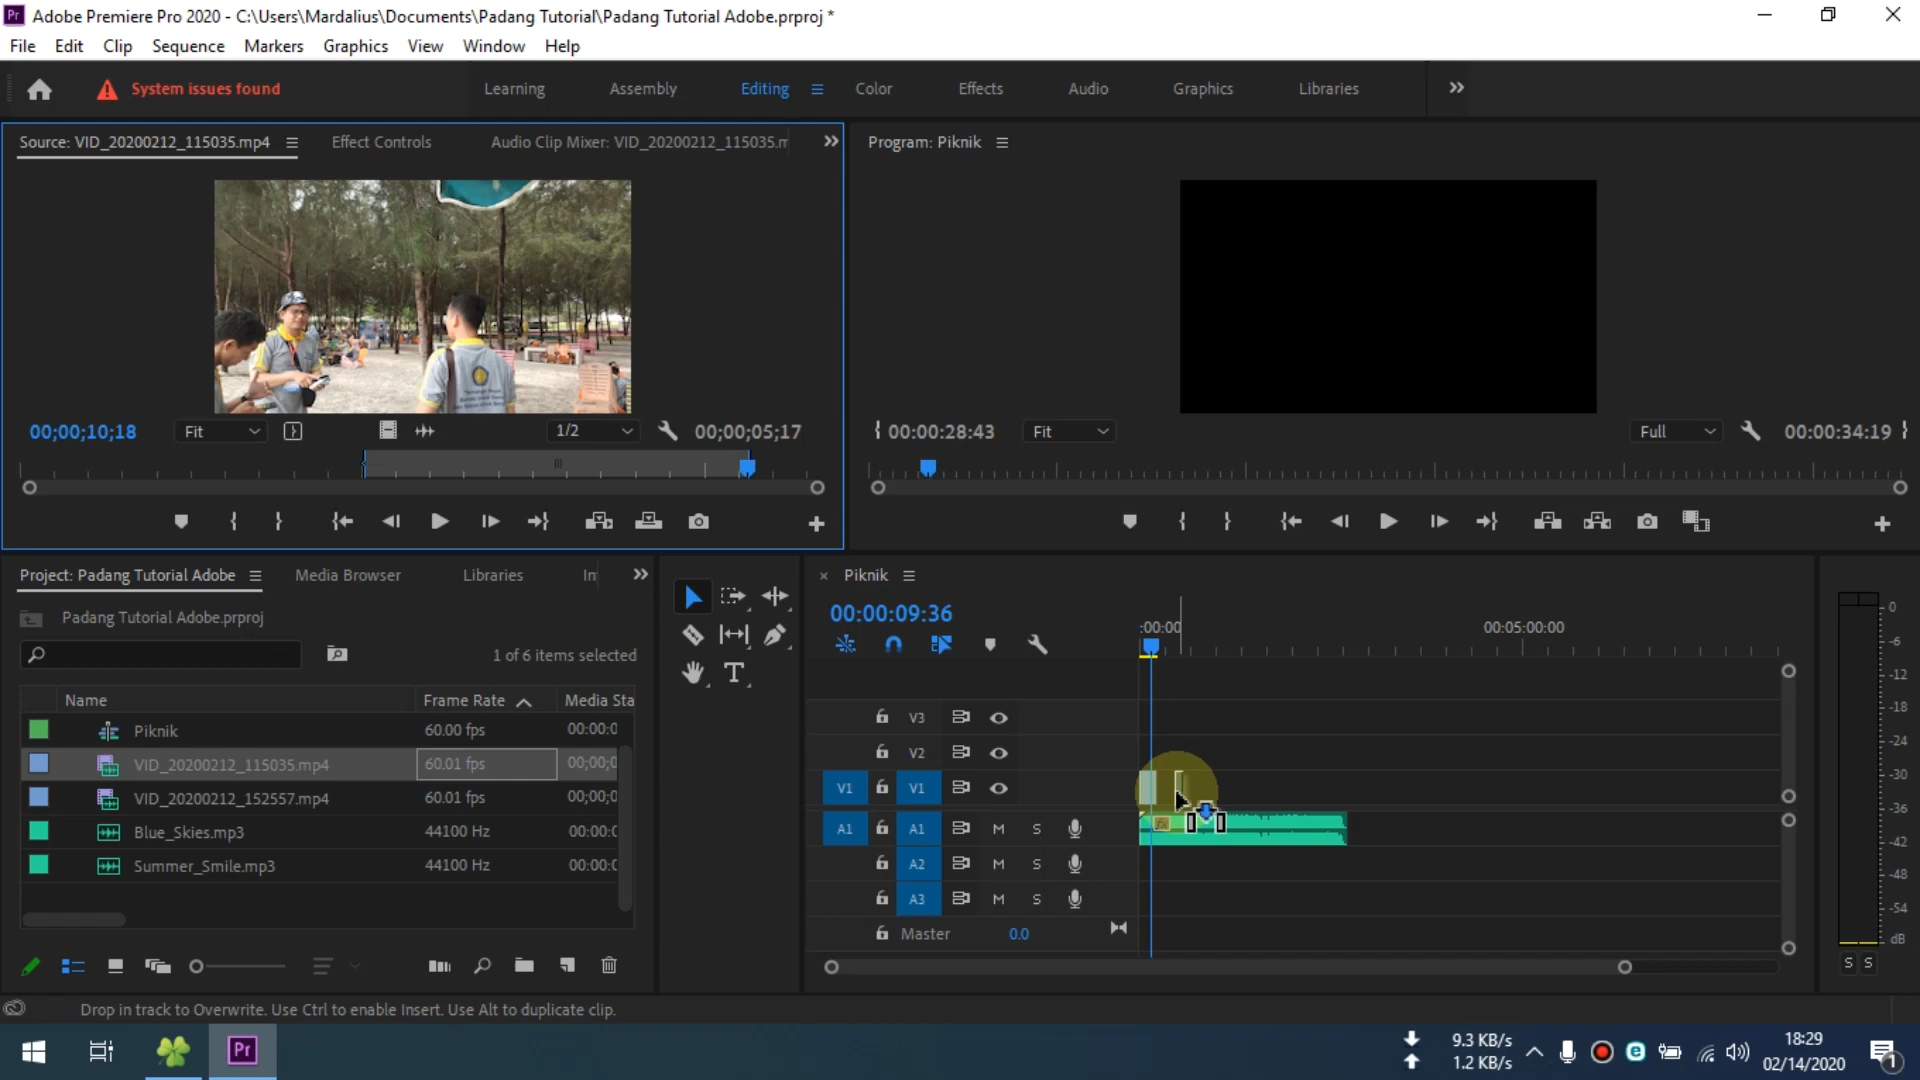 Pr Adobe Premiere Pro 2020 - C:\Users\Mardalius\Documents\Padang Tutorial\Padang Tutorial Adobe.prproj *
File Edit Clip Sequence Markers Graphics View Window Help
System issues found Learning Assembly Editing Color Effects Audio Graphics Libraries
Source: VID_20200212_115035.mp4 Effect Controls Audio Clip Mixer: VID_20200212_115035.m
Program: Piknik
00;00;10;18 Fit 1/2 00;00;05;17
00:00:28:43 Fit Full 00:00:34:19
Project: Padang Tutorial Adobe Media Browser Libraries In
Padang Tutorial Adobe.prproj
1 of 6 items selected
Name Frame Rate Media Sta
Piknik 60.00 fps 00:00:0
VID_20200212_115035.mp4 60.01 fps 00;00;0
VID_20200212_152557.mp4 60.01 fps 00;00;0
Blue_Skies.mp3 44100 Hz 00:00:0
Summer_Smile.mp3 44100 Hz 00:00:0
Piknik
00:00:09:36
:00:00 00:05:00:00
V3
V2
V1 V1
A1 A1 M S
A2 M S
A3 M S
Master 0.0
fx
0
-6
-12
-18
-24
-30
-36
-42
-48
-54
dB
S S
Drop in track to Overwrite. Use Ctrl to enable Insert. Use Alt to duplicate clip.
Pr
9.3 KB/s
1.2 KB/s
18:29
02/14/2020
1